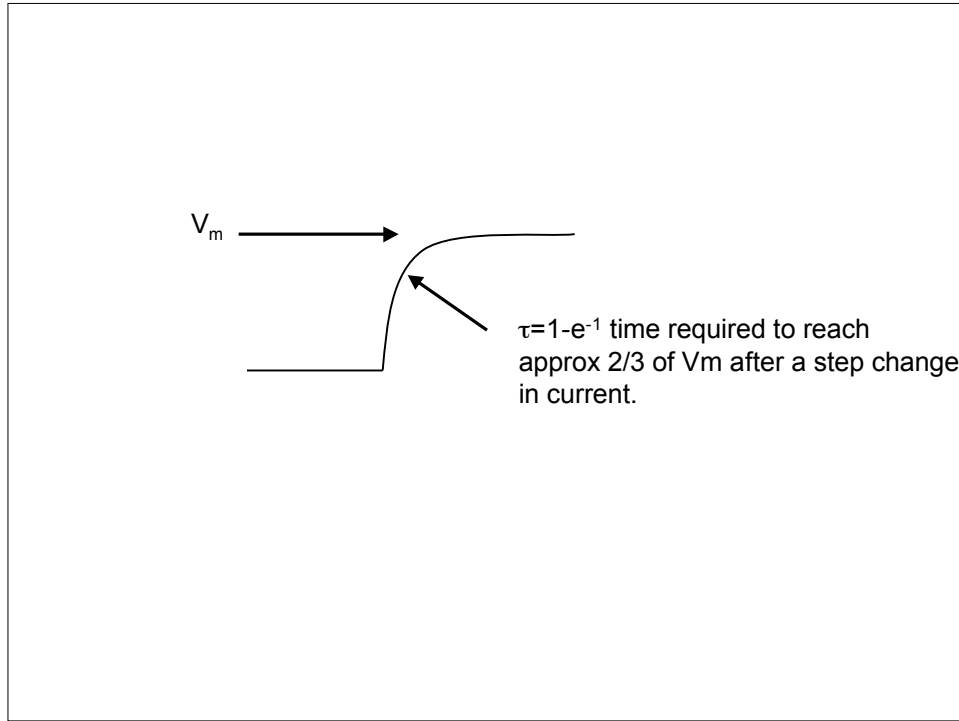 Vₘ
τ=1-e⁻¹ time required to reach
approx 2/3 of Vm after a step change
in current.